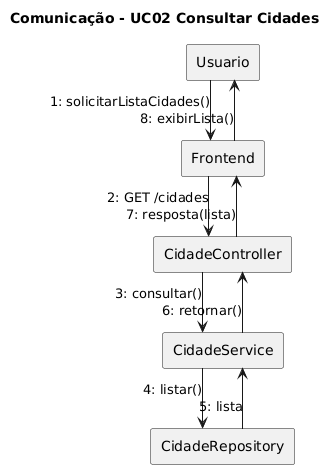 Comunicação - UC02 Consultar Cidades
Usuario
1: solicitarListaCidades()
8: exibirLista()
Frontend
2: GET /cidades
7: resposta(lista)
CidadeController
3: consultar()
6: retornar()
CidadeService
4: listar()
5: lista
CidadeRepository